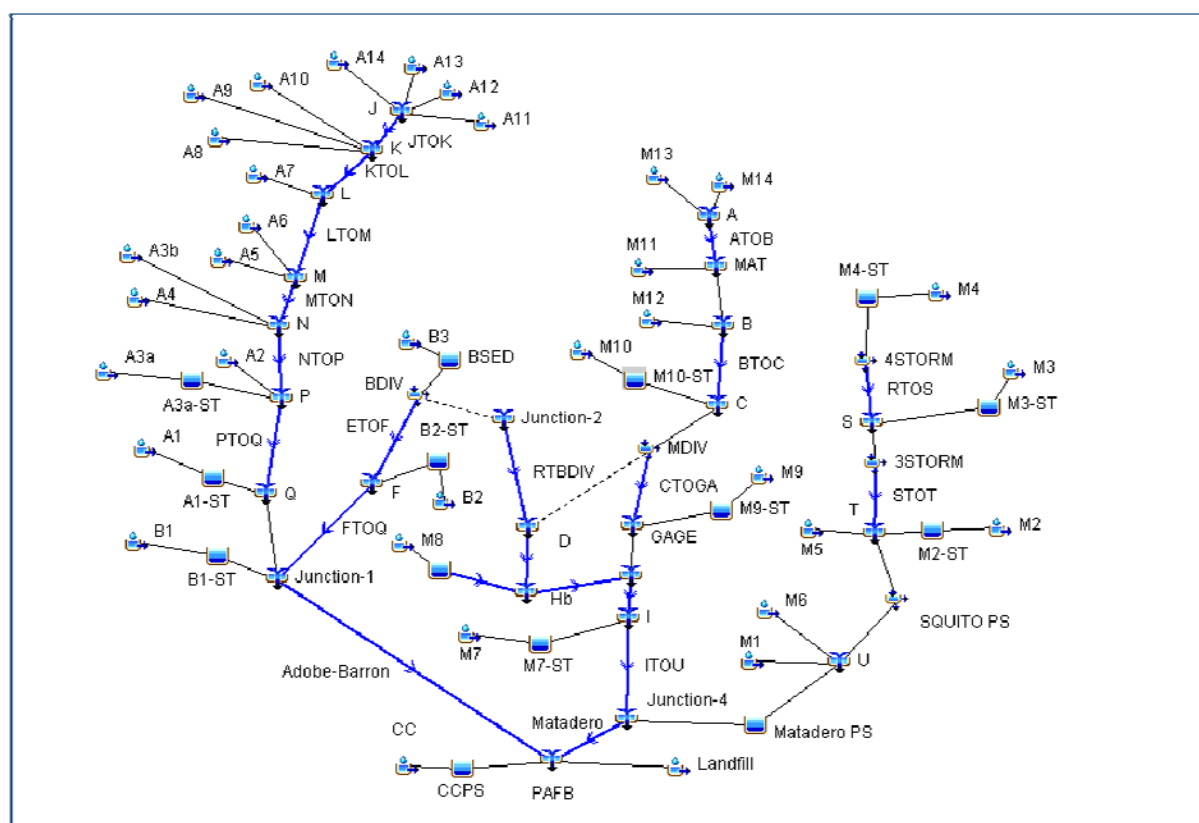 A14
A13
A10
A12
A9
J
A11
JTOK
A8
K
KTOL
A7
L
M13
M14
A
A6
LTOM
ATOB
A3b
A5
M11
MAT
M4-ST
M
M4
A4
MTON
M12
N
B
B3
BSED
M10
4STORM
A3a
A2
NTOP
BTOC
M3
BDIV
M10-ST
RTOS
P
C
M3-ST
A3a-ST
ETOF
B2-ST
Junction-2
S
A1
PTOQ
MDIV
3STORM
RTBDIV
M9
Q
F
CTOGA
STOT
A1-ST
B2
M9-ST
T
B1
FTOQ
D
GAGE
M8
M5
M2-ST
M2
B1-ST
Junction-1
Hb
M6
SQUITO PS
I
M7
M7-ST
M1
U
Adobe-Barron
ITOU
Junction-4
CC
Matadero
Matadero PS
Landfill
CCPS
PAFB